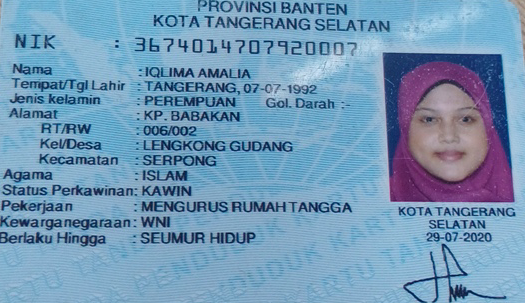 PROVINSI BANTEN
KOTA TANGERANG SELATAN
NIK : 3674014707920007
Nama : IQLIMA AMALIA
Tempat/Tgl Lahir : TANGERANG, 07-07-1992
Jenis kelamin : PEREMPUAN Gol. Darah :-
Alamat : KP. BABAKAN
RT/RW : 006/002
Kel/Desa : LENGKONG GUDANG
Kecamatan : SERPONG
Agama : ISLAM
Status Perkawinan: KAWIN
Pekerjaan : MENGURUS RUMAH TANGGA
Kewarganegaraan: WNI
Berlaku Hingga : SEUMUR HIDUP
KOTA TANGERANG
SELATAN
29-07-2020